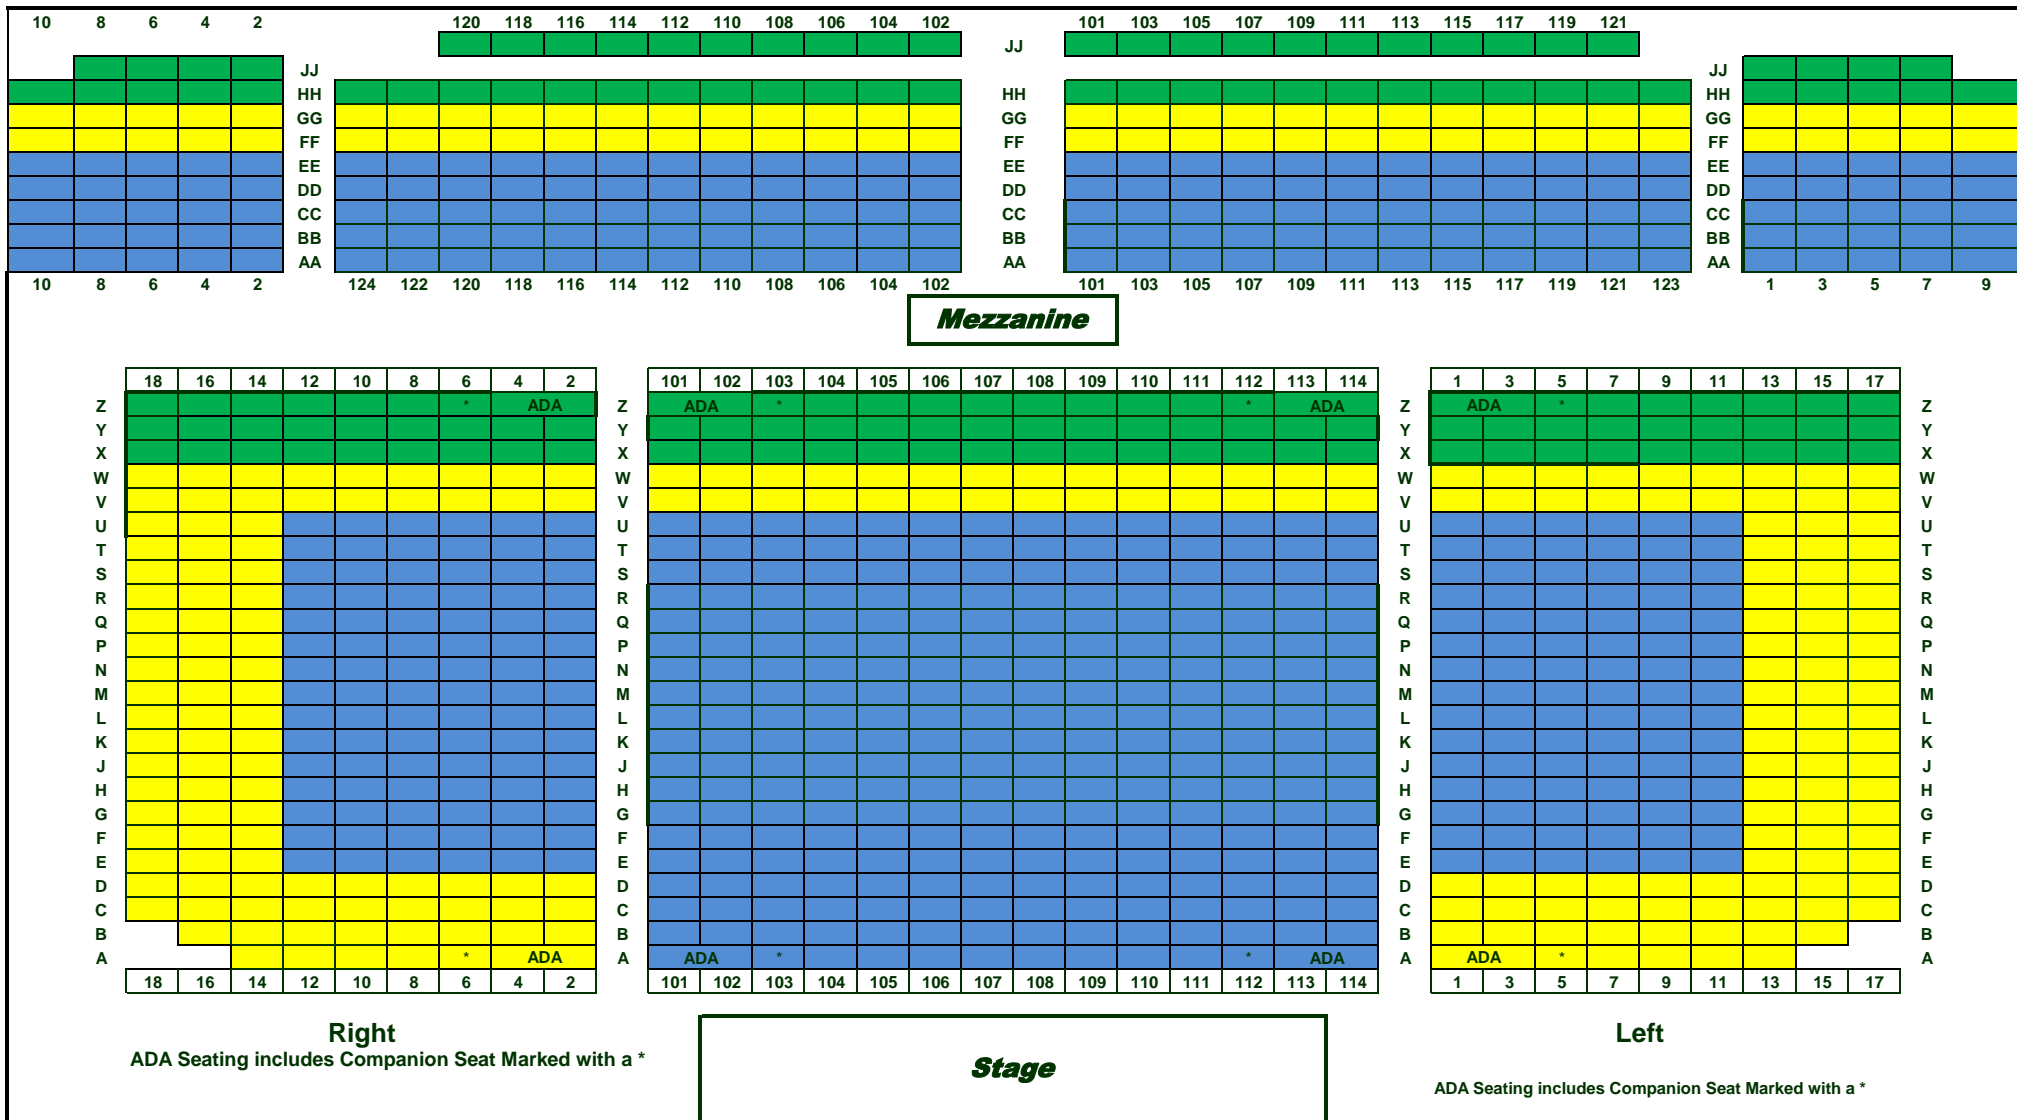 10 8 6 4 2 120 118 116 114 112 110 108 106 104 102 101 103 105 107 109 111 113 115 117 119 121
JJ
JJ JJ
HH HH HH
GG GG GG
FF FF FF
EE EE EE
DD DD DD
CC CC CC
BB BB BB
AA AA AA
10 8 6 4 2 124 122 120 118 116 114 112 110 108 106 104 102 101 103 105 107 109 111 113 115 117 119 121 123 1 3 5 7 9
Mezzanine
18 16 14 12 10 8 6 4 2 101 102 103 104 105 106 107 108 109 110 111 112 113 114 1 3 5 7 9 11 13 15 17
Z * ADA Z ADA * * ADA Z ADA * Z
Y Y Y Y
X X X X
W W W W
V V V V
U U U U
T T T T
S S S S
R R R R
Q Q Q Q
P P P P
N N N N
M M M M
L L L L
K K K K
J J J J
H H H H
G G G G
F F F F
E E E E
D D D D
C C C C
B B B B
A * ADA A ADA * * ADA A ADA * A
18 16 14 12 10 8 6 4 2 101 102 103 104 105 106 107 108 109 110 111 112 113 114 1 3 5 7 9 11 13 15 17
Right Left
ADA Seating includes Companion Seat Marked with a *
Stage
ADA Seating includes Companion Seat Marked with a *